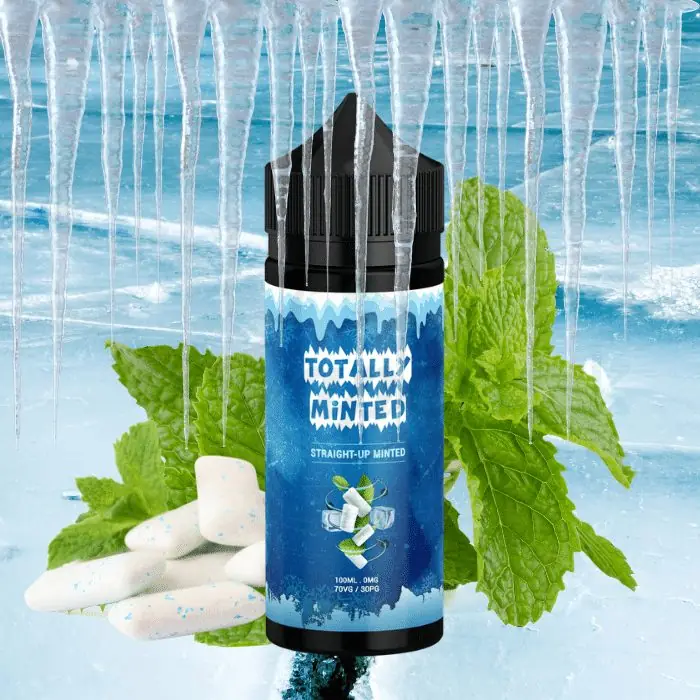 TOTALLY
MiNTED
STRAIGHT-UP MINTED
100ML . 0MG
70VG / 30PG